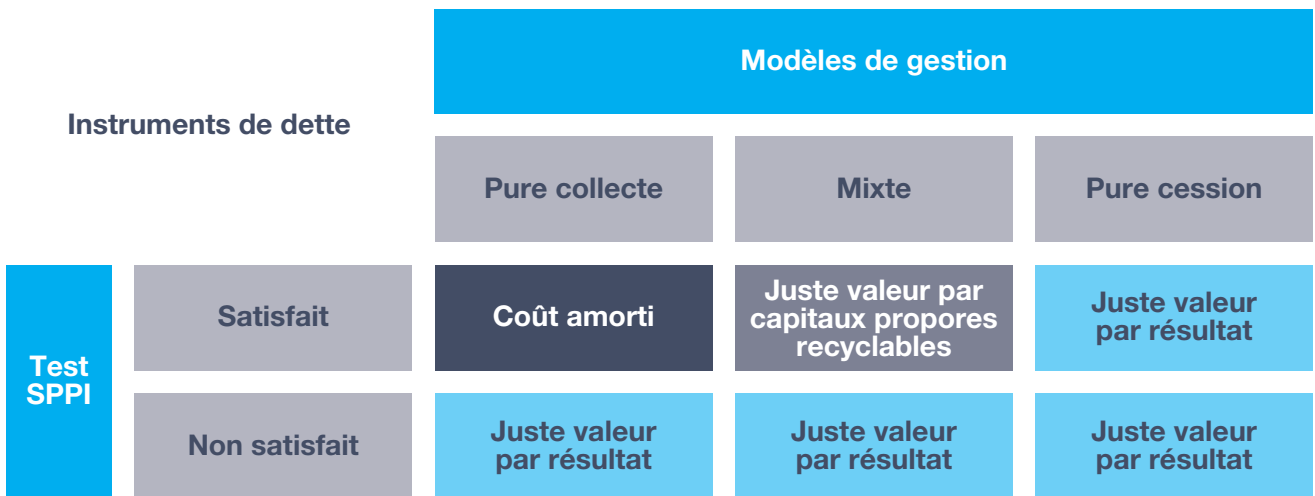 Modèles de gestion
Instruments de dette
Pure collecte
Mixte
Pure cession
Test
SPPI
Satisfait
Coût amorti
Juste valeur par
capitaux propores
recyclables
Juste valeur
par résultat
Non satisfait
Juste valeur
par résultat
Juste valeur
par résultat
Juste valeur
par résultat